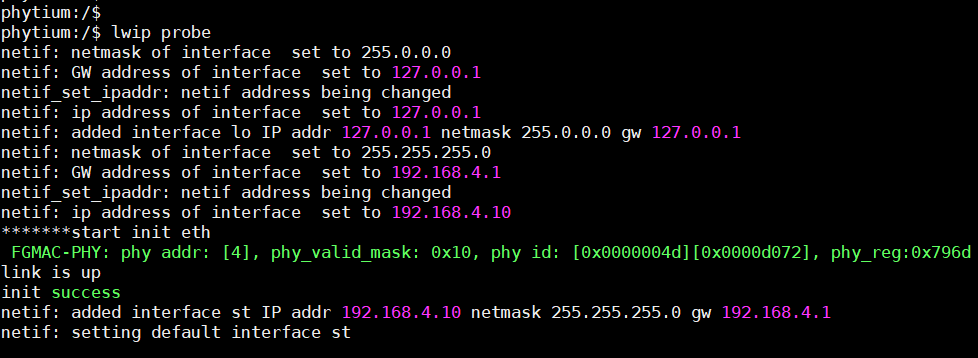 phytium:/$
phytium:/$ lwip probe
netif: netmask of interface  set to 255.0.0.0
netif: GW address of interface  set to 127.0.0.1
netif_set_ipaddr: netif address being changed
netif: ip address of interface  set to 127.0.0.1
netif: added interface lo IP addr 127.0.0.1 netmask 255.0.0.0 gw 127.0.0.1
netif: netmask of interface  set to 255.255.255.0
netif: GW address of interface  set to 192.168.4.1
netif_set_ipaddr: netif address being changed
netif: ip address of interface  set to 192.168.4.10
*******start init eth
 FGMAC-PHY: phy addr: [4], phy_valid_mask: 0x10, phy id: [0x0000004d][0x0000d072], phy_reg:0x796d
link is up
init success
netif: added interface st IP addr 192.168.4.10 netmask 255.255.255.0 gw 192.168.4.1
netif: setting default interface st